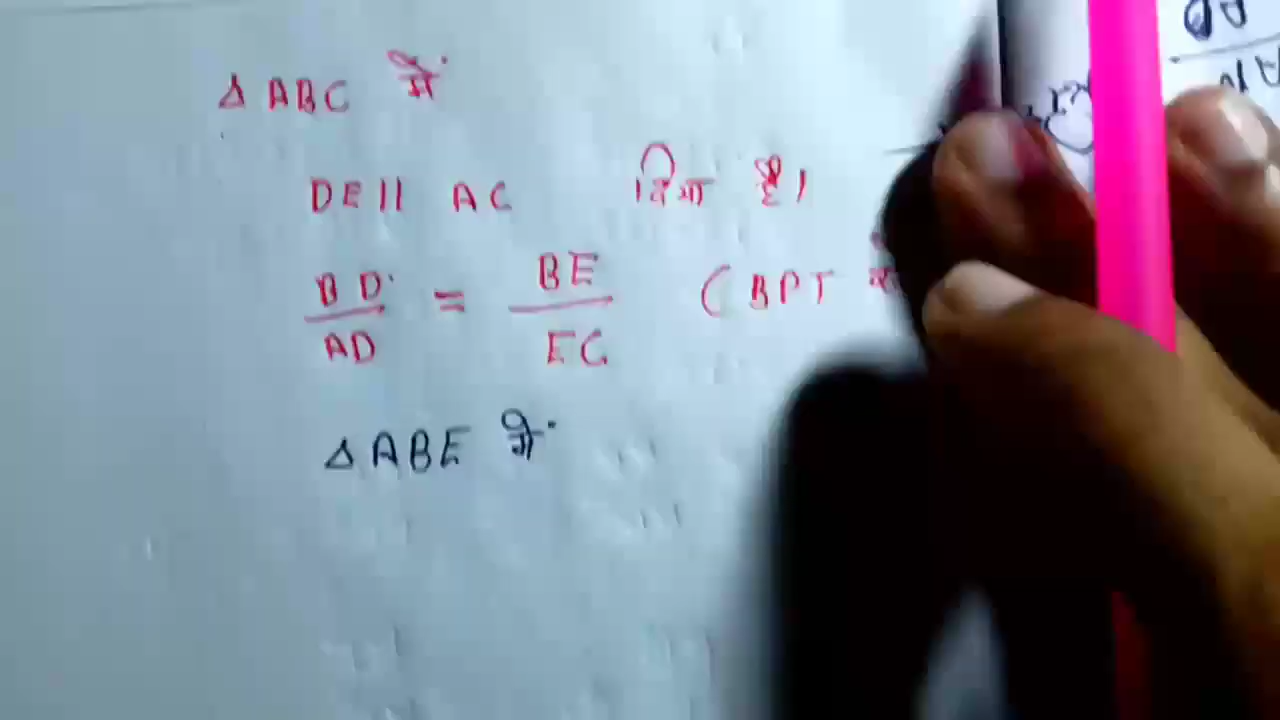 Δ ABC में
DE || AC दिया है।
BD / AD = BE / EC (BPT
Δ ABE में